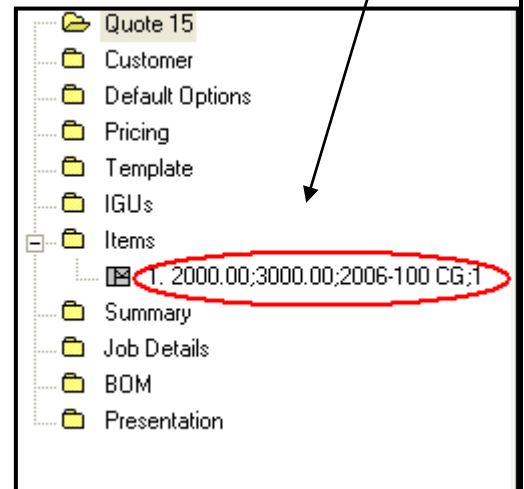 Quote 15
Customer
Default Options
Pricing
Template
IGUs
Items
1. 2000.00;3000.00;2006-100 CG;1
Summary
Job Details
BOM
Presentation